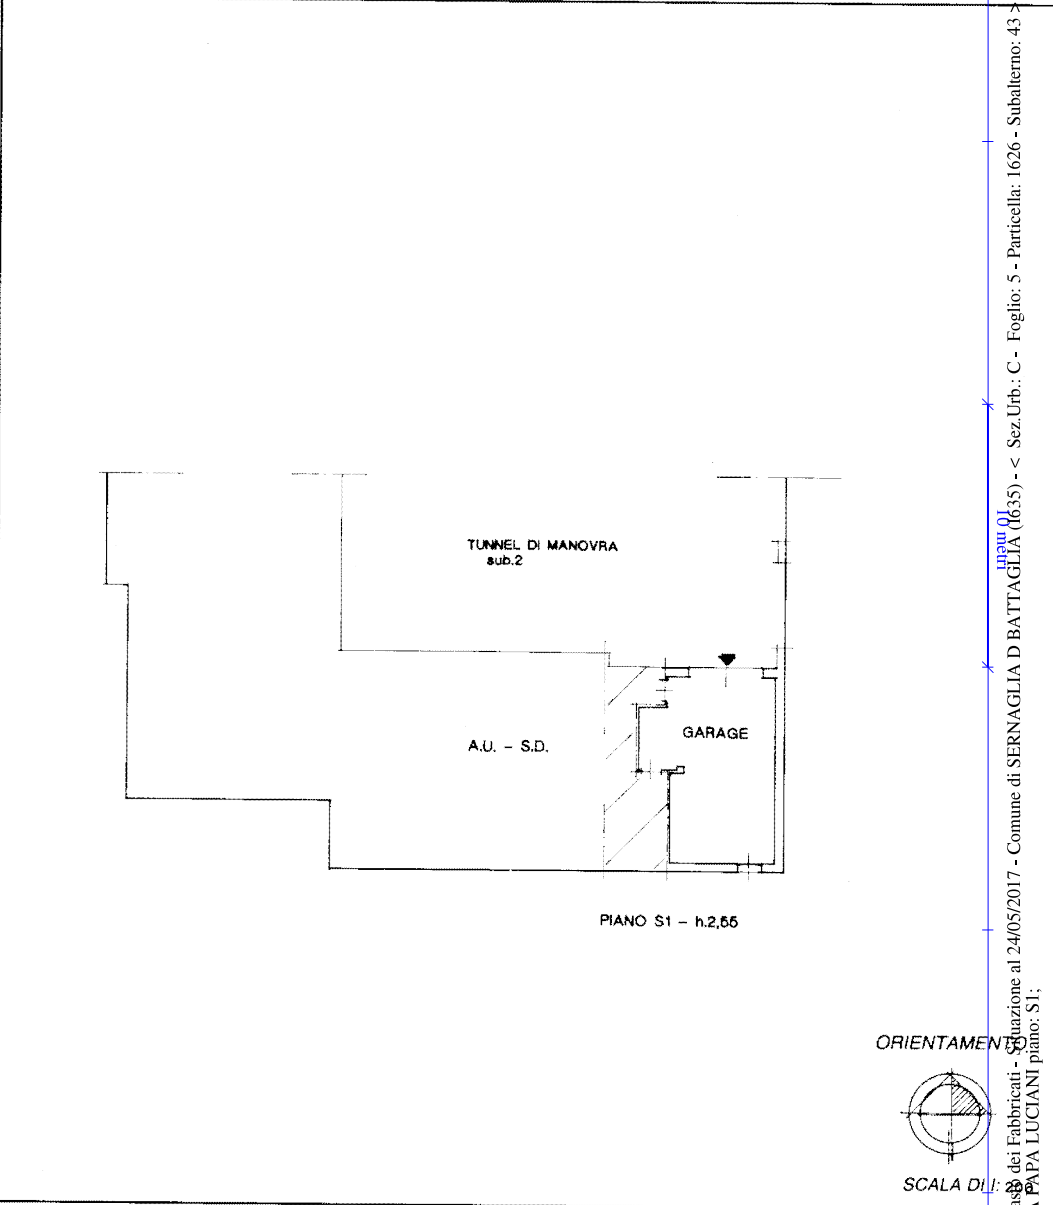 TUNNEL DI MANOVRA
sub.2
GARAGE
A.U. - S.D.
PIANO S1 - h.2,55
ORIENTAMENTO
SCALA DI 1: 200
10 metri
dei Fabbricati - Situazione al 24/05/2017 - Comune di SERNAGLIA D BATTAGLIA (I635) - < Sez.Urb.: C - Foglio: 5 - Particella: 1626 - Subalterno: 43 >
PAPA LUCIANI piano: S1;